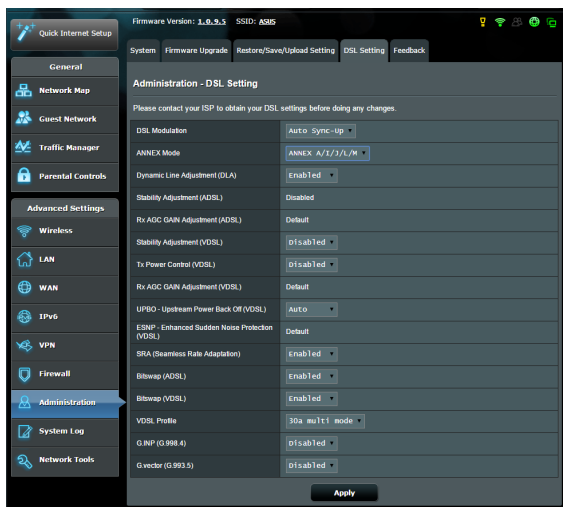 Quick Internet Setup
General
Network Map
Guest Network
Traffic Manager
Parental Controls
Advanced Settings
Wireless
LAN
WAN
IPv6
VPN
Firewall
Administration
System Log
Network Tools
Firmware Version: 1.0.9.5 SSID: ASUS
System Firmware Upgrade Restore/Save/Upload Setting DSL Setting Feedback
Administration - DSL Setting
Please contact your ISP to obtain your DSL settings before doing any changes.
DSL Modulation Auto Sync-Up
ANNEX Mode ANNEX A/I/J/L/M
Dynamic Line Adjustment (DLA) Enabled
Stability Adjustment (ADSL) Disabled
Rx AGC GAIN Adjustment (ADSL) Default
Stability Adjustment (VDSL) Disabled
Tx Power Control (VDSL) Disabled
Rx AGC GAIN Adjustment (VDSL) Default
UPBO - Upstream Power Back Off (VDSL) Auto
ESNP - Enhanced Sudden Noise Protection (VDSL) Default
SRA (Seamless Rate Adaptation) Enabled
Bitswap (ADSL) Enabled
Bitswap (VDSL) Enabled
VDSL Profile 30a multi mode
G.INP (G.998.4) Disabled
G.vector (G.993.5) Disabled
Apply